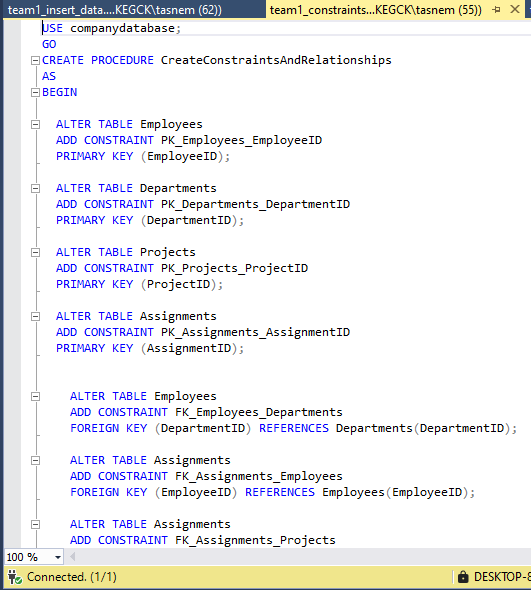 team1_insert_data....KEGCK\tasnem (62))
team1_constraints...KEGCK\tasnem (55))
USE companydatabase;
GO
CREATE PROCEDURE CreateConstraintsAndRelationships
AS
BEGIN
ALTER TABLE Employees
ADD CONSTRAINT PK_Employees_EmployeeID
PRIMARY KEY (EmployeeID);
ALTER TABLE Departments
ADD CONSTRAINT PK_Departments_DepartmentID
PRIMARY KEY (DepartmentID);
ALTER TABLE Projects
ADD CONSTRAINT PK_Projects_ProjectID
PRIMARY KEY (ProjectID);
ALTER TABLE Assignments
ADD CONSTRAINT PK_Assignments_AssignmentID
PRIMARY KEY (AssignmentID);
ALTER TABLE Employees
ADD CONSTRAINT FK_Employees_Departments
FOREIGN KEY (DepartmentID) REFERENCES Departments(DepartmentID);
ALTER TABLE Assignments
ADD CONSTRAINT FK_Assignments_Employees
FOREIGN KEY (EmployeeID) REFERENCES Employees(EmployeeID);
ALTER TABLE Assignments
ADD CONSTRAINT FK_Assignments_Projects
100 %
Connected. (1/1)
DESKTOP-8